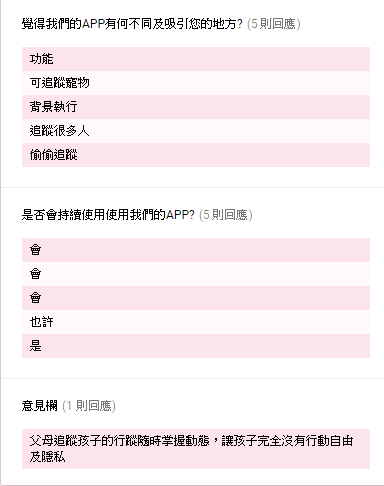 覺得我們的APP有何不同及吸引您的地方? (5 則回應)
功能
可追蹤寵物
背景執行
追蹤很多人
偷偷追蹤
是否會持續使用使用我們的APP? (5 則回應)
會
會
會
也許
是
意見欄 (1 則回應)
父母追蹤孩子的行蹤隨時掌握動態，讓孩子完全沒有行動自由
及隱私